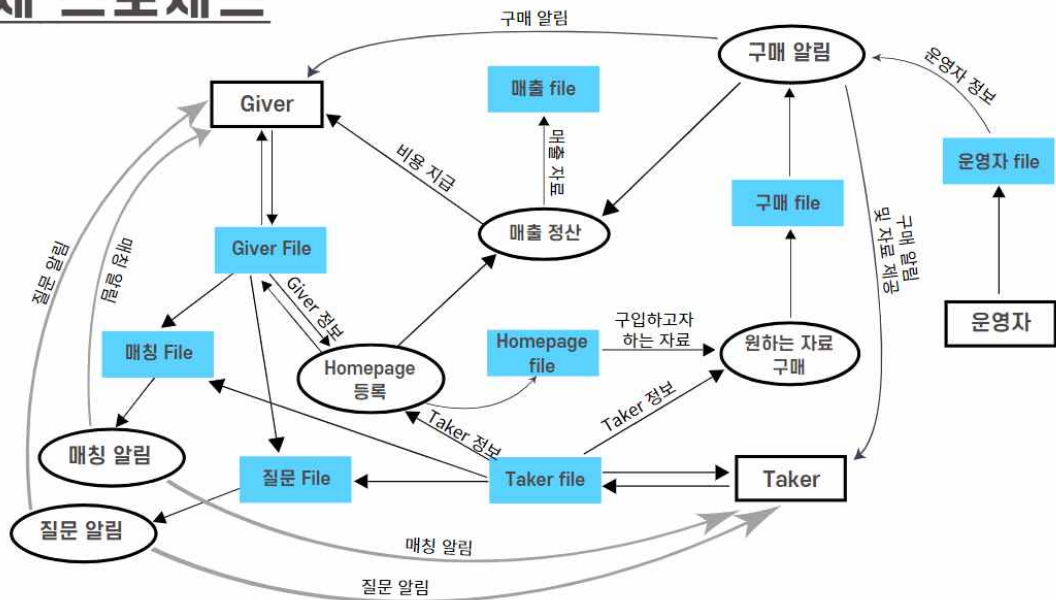 구매 알림
구매 알림
운영자 정보
매출 file
Giver
매출 자료
비용 지급
운영자 file
구매 file
매출 정산
구매 알림
및 자료 제공
Giver File
질문 알림
매칭 알림
Giver 정보
구입하고자
하는 자료
운영자
매칭 File
Homepage
file
원하는 자료
구매
Homepage
등록
Taker 정보
Taker 정보
매칭 알림
질문 File
Taker file
Taker
질문 알림
매칭 알림
질문 알림